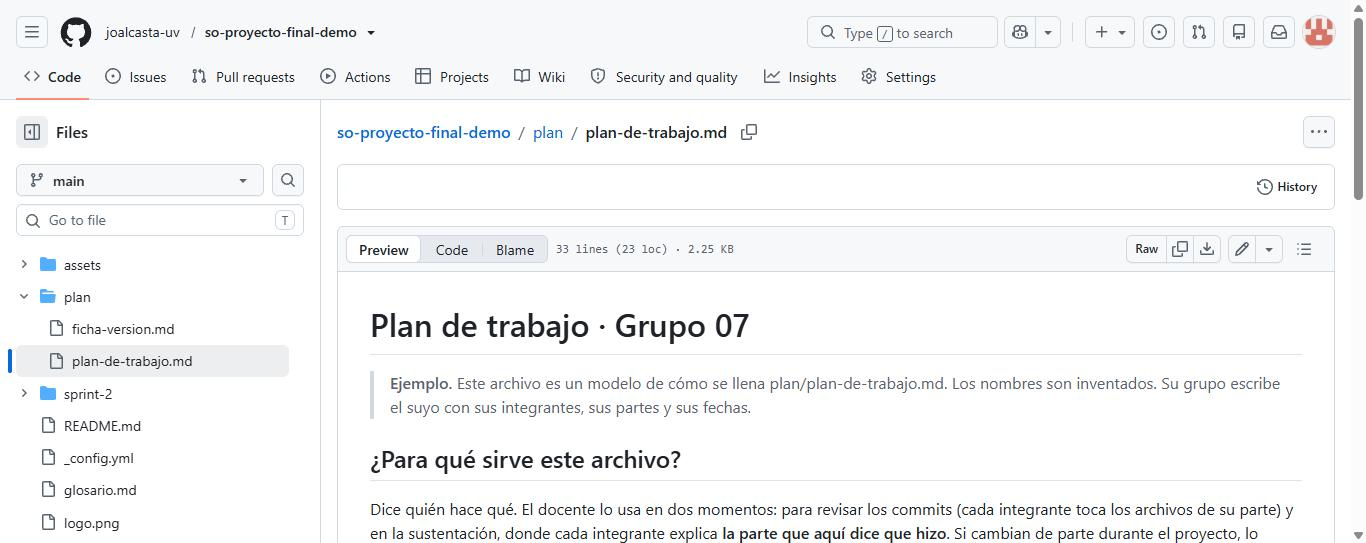 joalcasta-uv / so-proyecto-final-demo
Type / to search
Code
Issues
Pull requests
Actions
Projects
Wiki
Security and quality
Insights
Settings
Files
so-proyecto-final-demo / plan / plan-de-trabajo.md
main
History
Go to file
T
Preview
Code
Blame
33 lines (23 loc) · 2.25 KB
Raw
assets
plan
ficha-version.md
plan-de-trabajo.md
sprint-2
README.md
_config.yml
glosario.md
logo.png
Plan de trabajo · Grupo 07
Ejemplo. Este archivo es un modelo de cómo se llena plan/plan-de-trabajo.md. Los nombres son inventados. Su grupo escribe
el suyo con sus integrantes, sus partes y sus fechas.
¿Para qué sirve este archivo?
Dice quién hace qué. El docente lo usa en dos momentos: para revisar los commits (cada integrante toca los archivos de su parte) y
en la sustentación, donde cada integrante explica la parte que aquí dice que hizo. Si cambian de parte durante el proyecto, lo